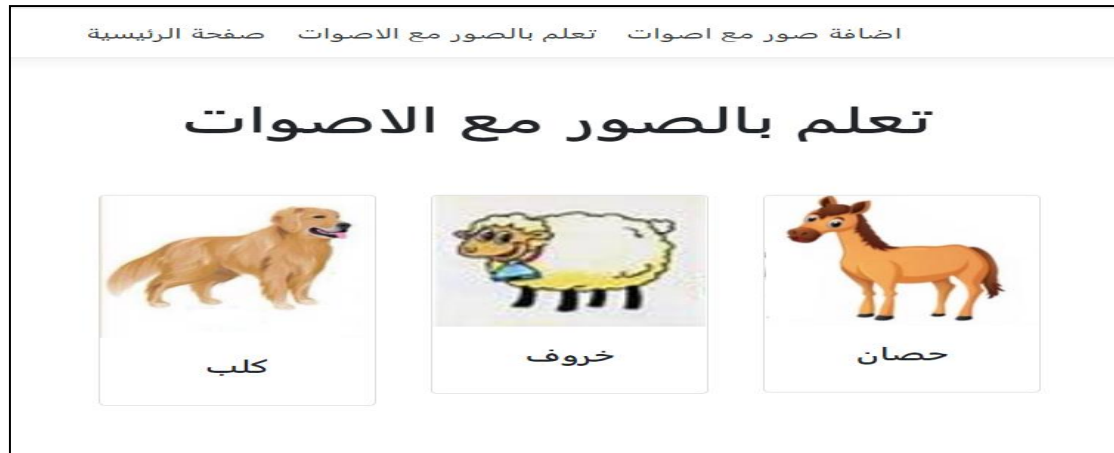 اضافة صور مع اصوات تعلم بالصور مع الاصوات صفحة الرئيسية
تعلم بالصور مع الاصوات
حصان خروف كلب